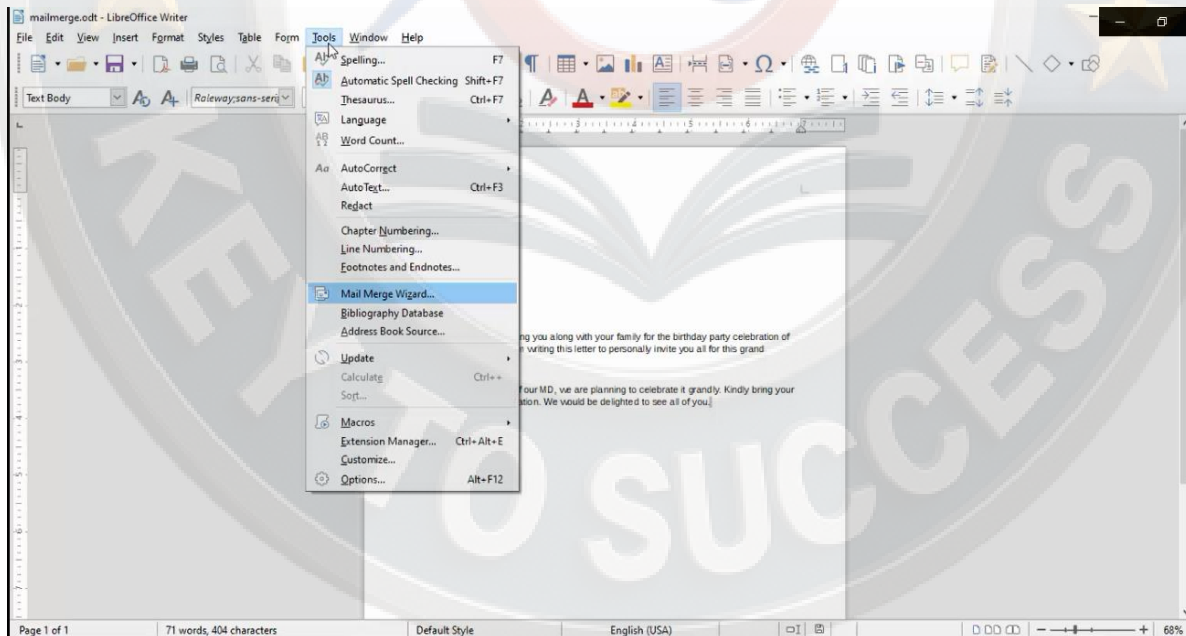 mailmerge.odt - LibreOffice Writer
File Edit View Insert Format Styles Table Form Tools Window Help
Text Body
Raleway;sans-seri
Spelling... F7
Automatic Spell Checking Shift+F7
Thesaurus... Ctrl+F7
Language
Word Count...
AutoCorrect
AutoText... Ctrl+F3
Redact
Chapter Numbering...
Line Numbering...
Footnotes and Endnotes...
Mail Merge Wizard...
Bibliography Database
Address Book Source...
Update
Calculate Ctrl++
Sort...
Macros
Extension Manager... Ctrl+Alt+E
Customize...
Options... Alt+F12
ng you along with your family for the birthday party celebration of
writing this letter to personally invite you all for this grand
our MD, we are planning to celebrate it grandly. Kindly bring your
ation. We would be delighted to see all of you.
KEY TO SUCCESS
Page 1 of 1 71 words, 404 characters Default Style English (USA) 68%